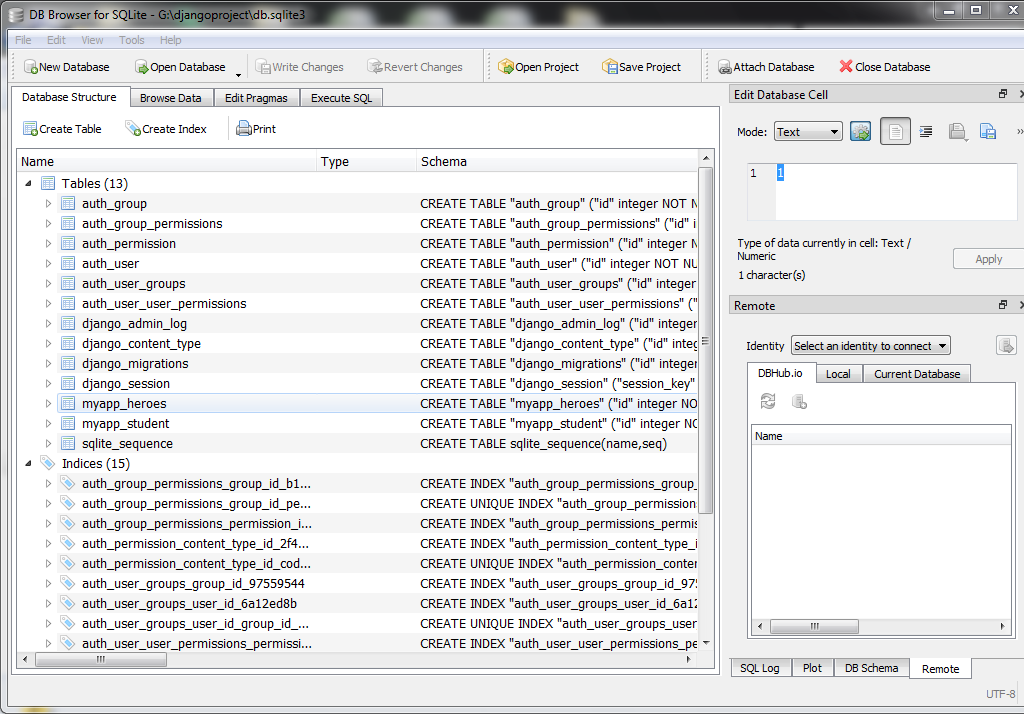 DB Browser for SQLite - G:\djangoproject\db.sqlite3
File Edit View Tools Help
New Database Open Database Write Changes Revert Changes Open Project Save Project Attach Database Close Database
Database Structure Browse Data Edit Pragmas Execute SQL
Create Table Create Index Print
Name Type Schema
Tables (13)
auth_group CREATE TABLE "auth_group" ("id" integer NOT N
auth_group_permissions CREATE TABLE "auth_group_permissions" ("id" i
auth_permission CREATE TABLE "auth_permission" ("id" integer N
auth_user CREATE TABLE "auth_user" ("id" integer NOT NU
auth_user_groups CREATE TABLE "auth_user_groups" ("id" integer
auth_user_user_permissions CREATE TABLE "auth_user_user_permissions" ("
django_admin_log CREATE TABLE "django_admin_log" ("id" integer
django_content_type CREATE TABLE "django_content_type" ("id" integ
django_migrations CREATE TABLE "django_migrations" ("id" integer
django_session CREATE TABLE "django_session" ("session_key"
myapp_heroes CREATE TABLE "myapp_heroes" ("id" integer NO
myapp_student CREATE TABLE "myapp_student" ("id" integer NO
sqlite_sequence CREATE TABLE sqlite_sequence(name,seq)
Indices (15)
auth_group_permissions_group_id_b1... CREATE INDEX "auth_group_permissions_group_
auth_group_permissions_group_id_pe... CREATE UNIQUE INDEX "auth_group_permission
auth_group_permissions_permission_i... CREATE INDEX "auth_group_permissions_permis
auth_permission_content_type_id_2f4... CREATE INDEX "auth_permission_content_type_i
auth_permission_content_type_id_cod... CREATE UNIQUE INDEX "auth_permission_conten
auth_user_groups_group_id_97559544 CREATE INDEX "auth_user_groups_group_id_975
auth_user_groups_user_id_6a12ed8b CREATE INDEX "auth_user_groups_user_id_6a12
auth_user_groups_user_id_group_id_... CREATE UNIQUE INDEX "auth_user_groups_user
auth_user_user_permissions_permissi... CREATE INDEX "auth_user_user_permissions_pe
Edit Database Cell
Mode: Text
1 1
Type of data currently in cell: Text /
Numeric
1 character(s)
Apply
Remote
Identity Select an identity to connect
DBHub.io Local Current Database
Name
SQL Log Plot DB Schema Remote
UTF-8